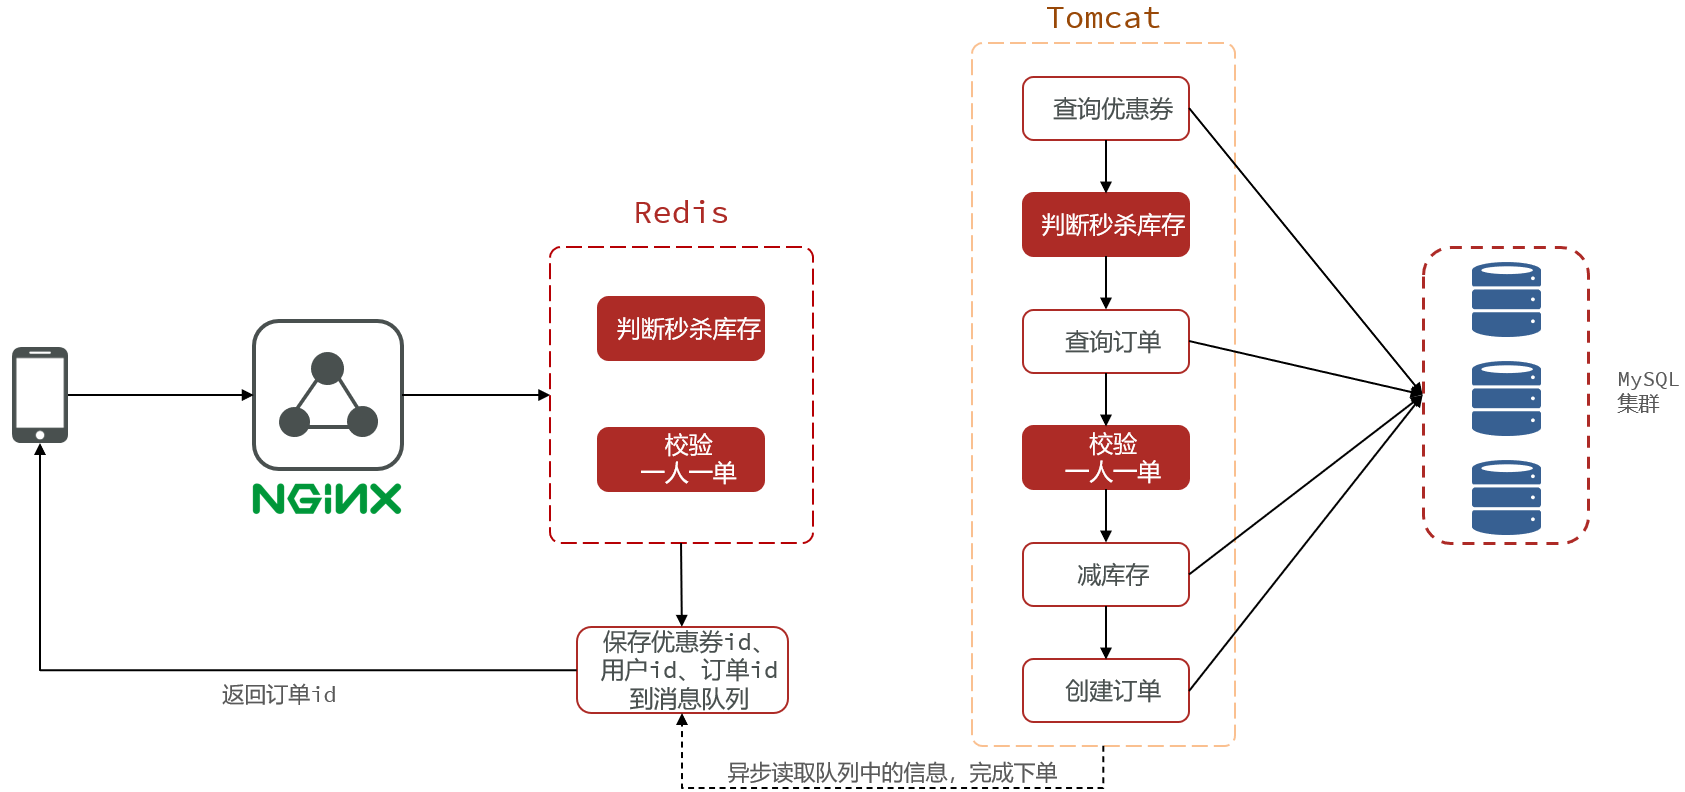 Tomcat
查询优惠券
判断秒杀库存
查询订单
校验
一人一单
减库存
创建订单
Redis
判断秒杀库存
校验
一人一单
NGINX
MySQL
集群
保存优惠券id、
用户id、订单id
到消息队列
返回订单id
异步读取队列中的信息，完成下单